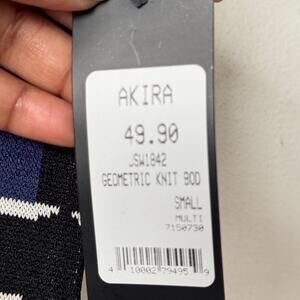 AKIRA
49.90
JSW1842
GEOMETRIC KNIT BOD
SMALL
MULTI
7150730
4 10002 79495 9